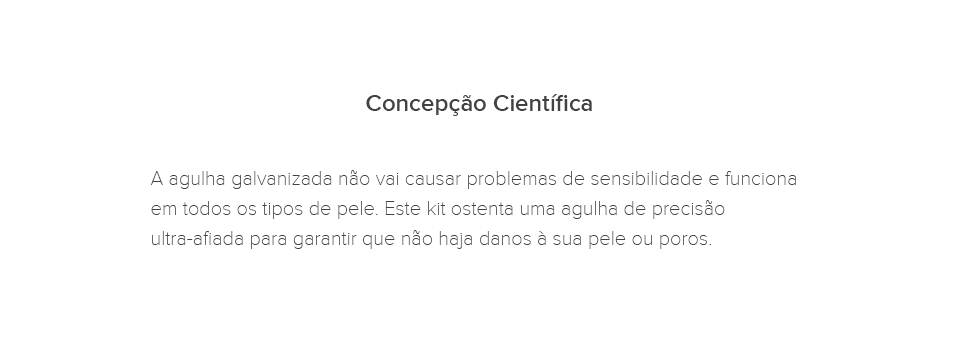 Concepção Científica
A agulha galvanizada não vai causar problemas de sensibilidade e funciona
em todos os tipos de pele. Este kit ostenta uma agulha de precisão
ultra-afiada para garantir que não haja danos à sua pele ou poros.